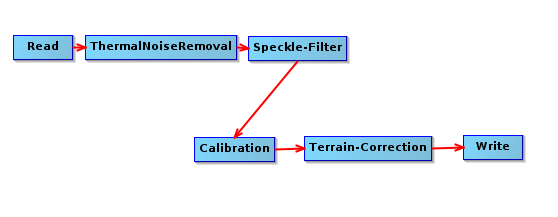 Read
ThermalNoiseRemoval
Speckle-Filter
Calibration
Terrain-Correction
Write